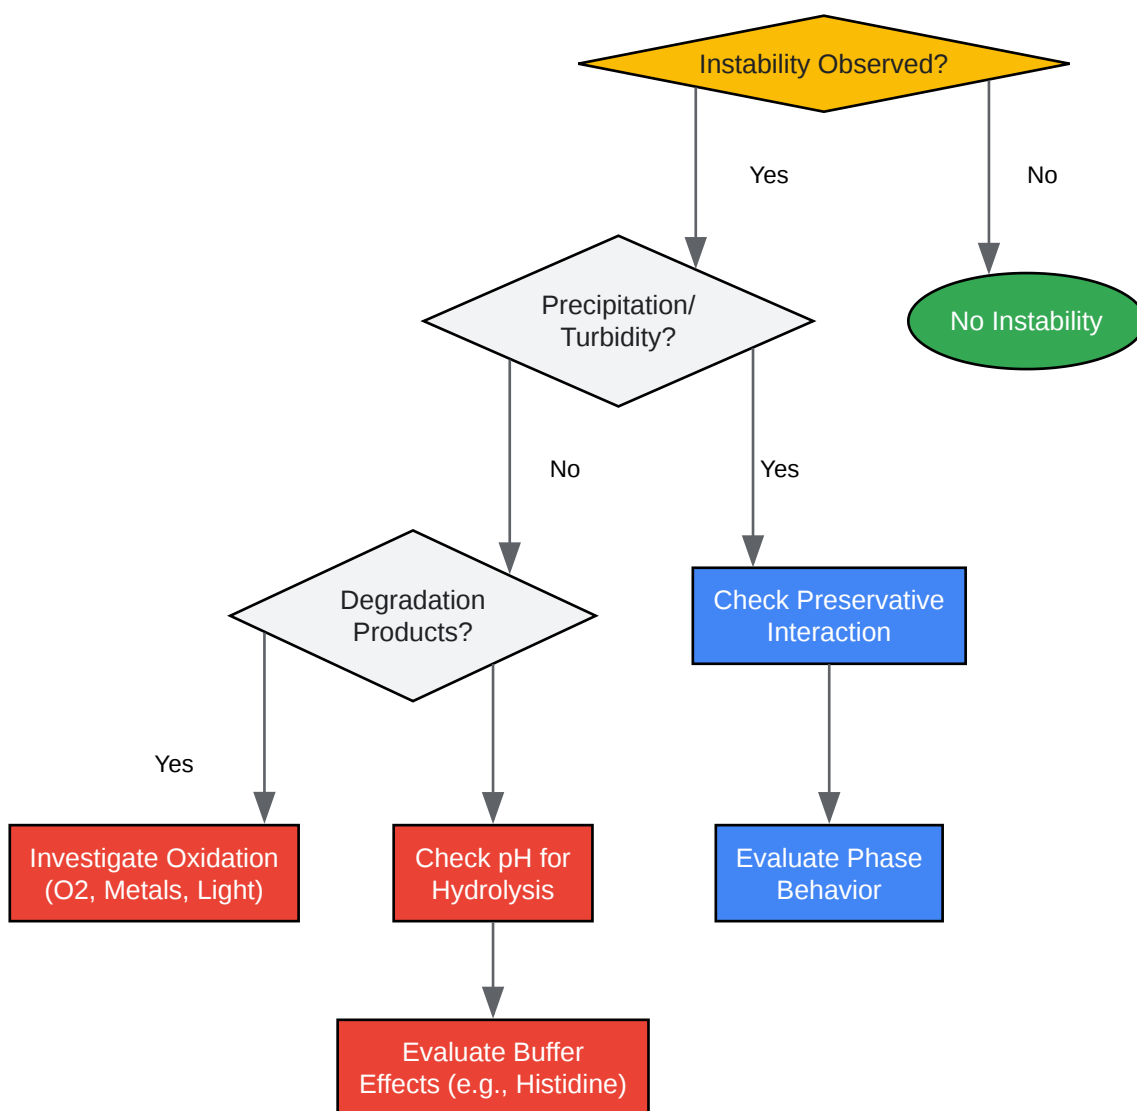 Instability Observed?
Yes
No
Precipitation/
Turbidity?
No Instability
No
Yes
Degradation
Products?
Check Preservative
Interaction
Yes
Investigate Oxidation
(O2, Metals, Light)
Check pH for
Hydrolysis
Evaluate Phase
Behavior
Evaluate Buffer
Effects (e.g., Histidine)